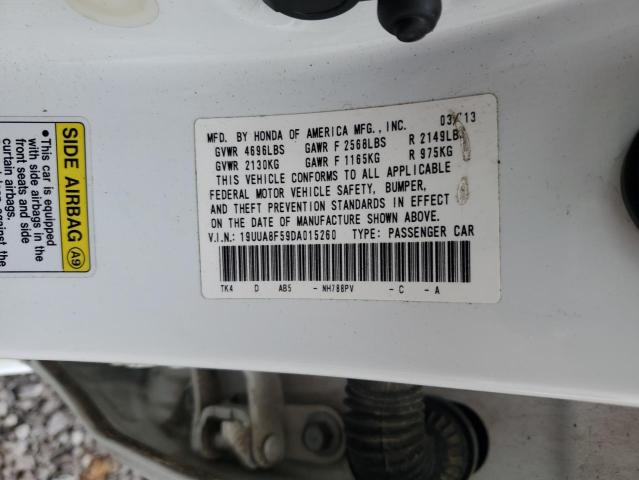 SIDE AIRBAG A9
•This car is equipped
with side airbags in the
front seats and side
curtain airbags.
MFD. BY HONDA OF AMERICA MFG., INC. 03/13
GVWR 4696LBS GAWR F 2568LBS R 2149LBS
GVWR 2130KG GAWR F 1165KG R 975KG
THIS VEHICLE CONFORMS TO ALL APPLICABLE
FEDERAL MOTOR VEHICLE SAFETY, BUMPER,
AND THEFT PREVENTION STANDARDS IN EFFECT
ON THE DATE OF MANUFACTURE SHOWN ABOVE.
V.I.N.: 19UUA8F59DA015260 TYPE: PASSENGER CAR
TK4 D AB5 - NH788PV - C - A